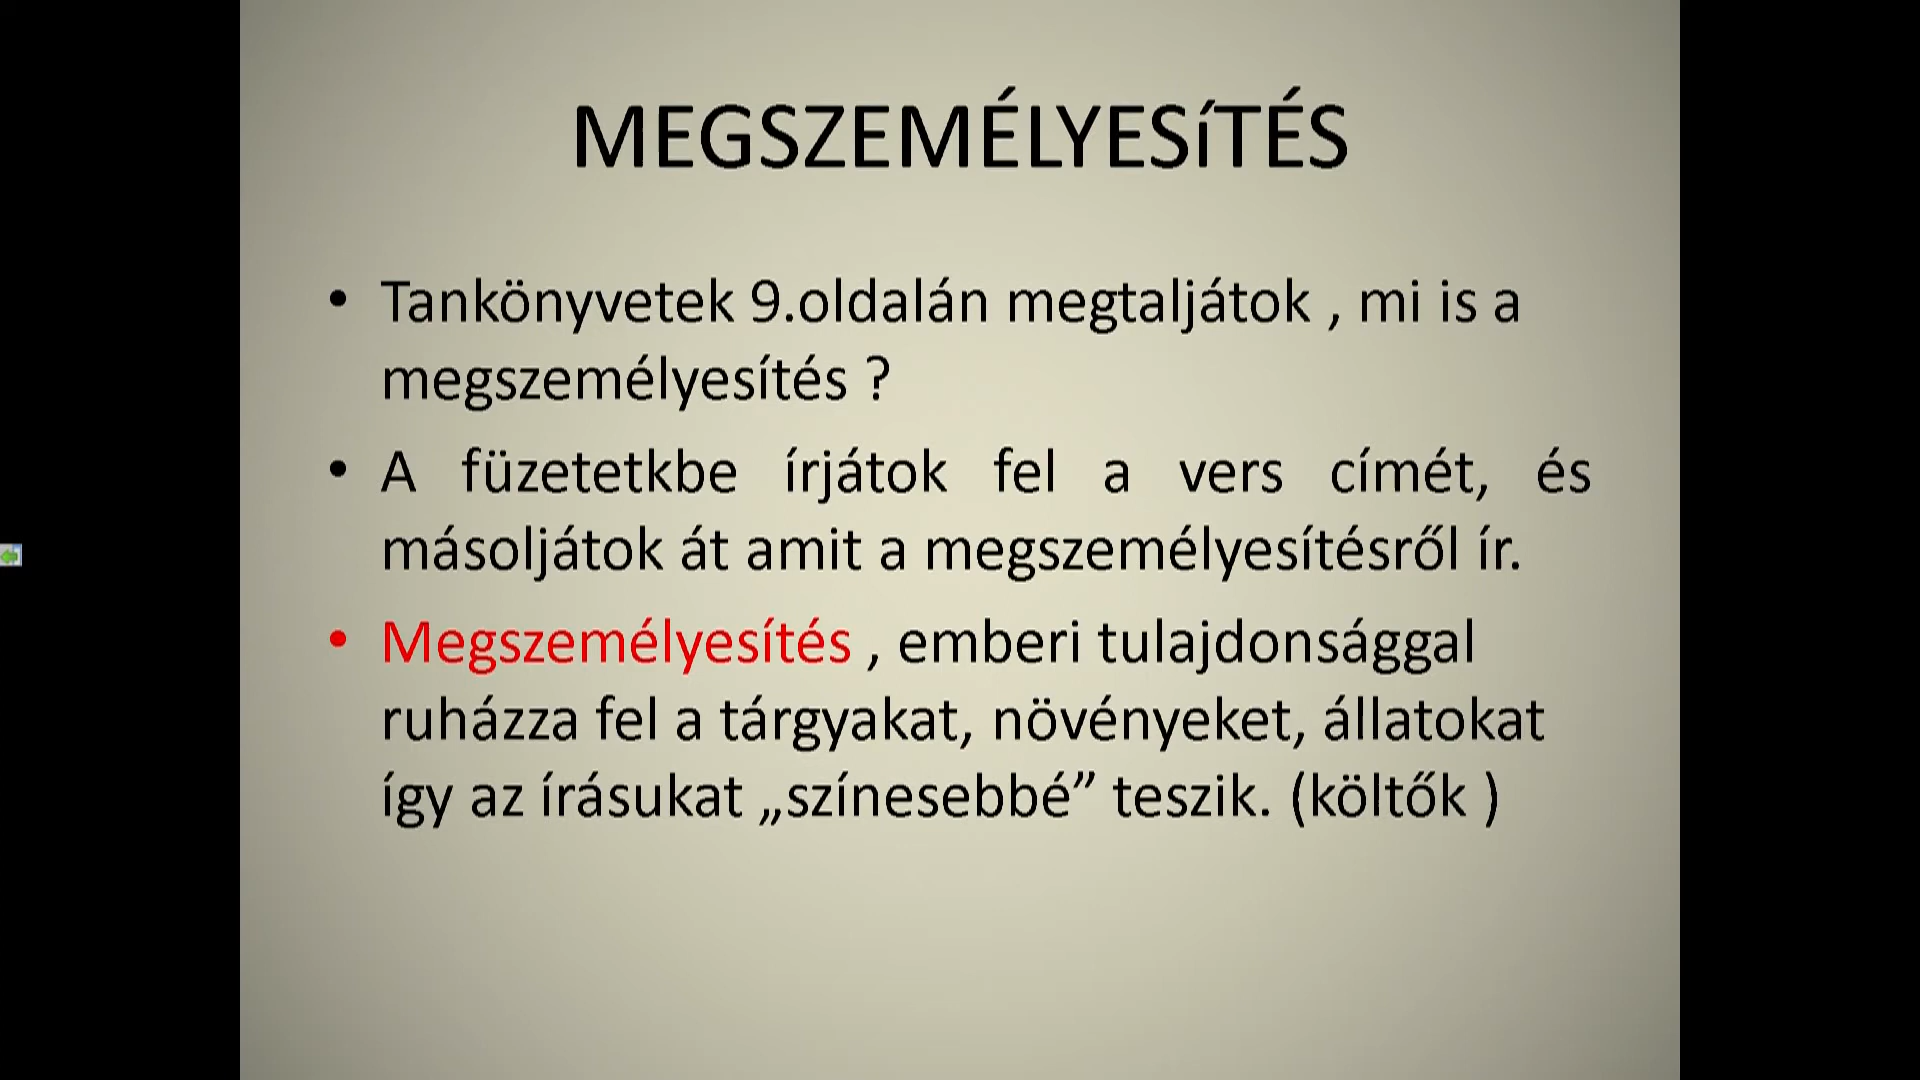 MEGSZEMÉLYESíTÉS
• Tankönyvetek 9.oldalán megtaljátok , mi is a
megszemélyesítés ?
• A füzetetkbe írjátok fel a vers címét, és
másoljátok át amit a megszemélyesítésről ír.
• Megszemélyesítés , emberi tulajdonsággal
ruházza fel a tárgyakat, növényeket, állatokat
így az írásukat „színesebbé” teszik. (költők )